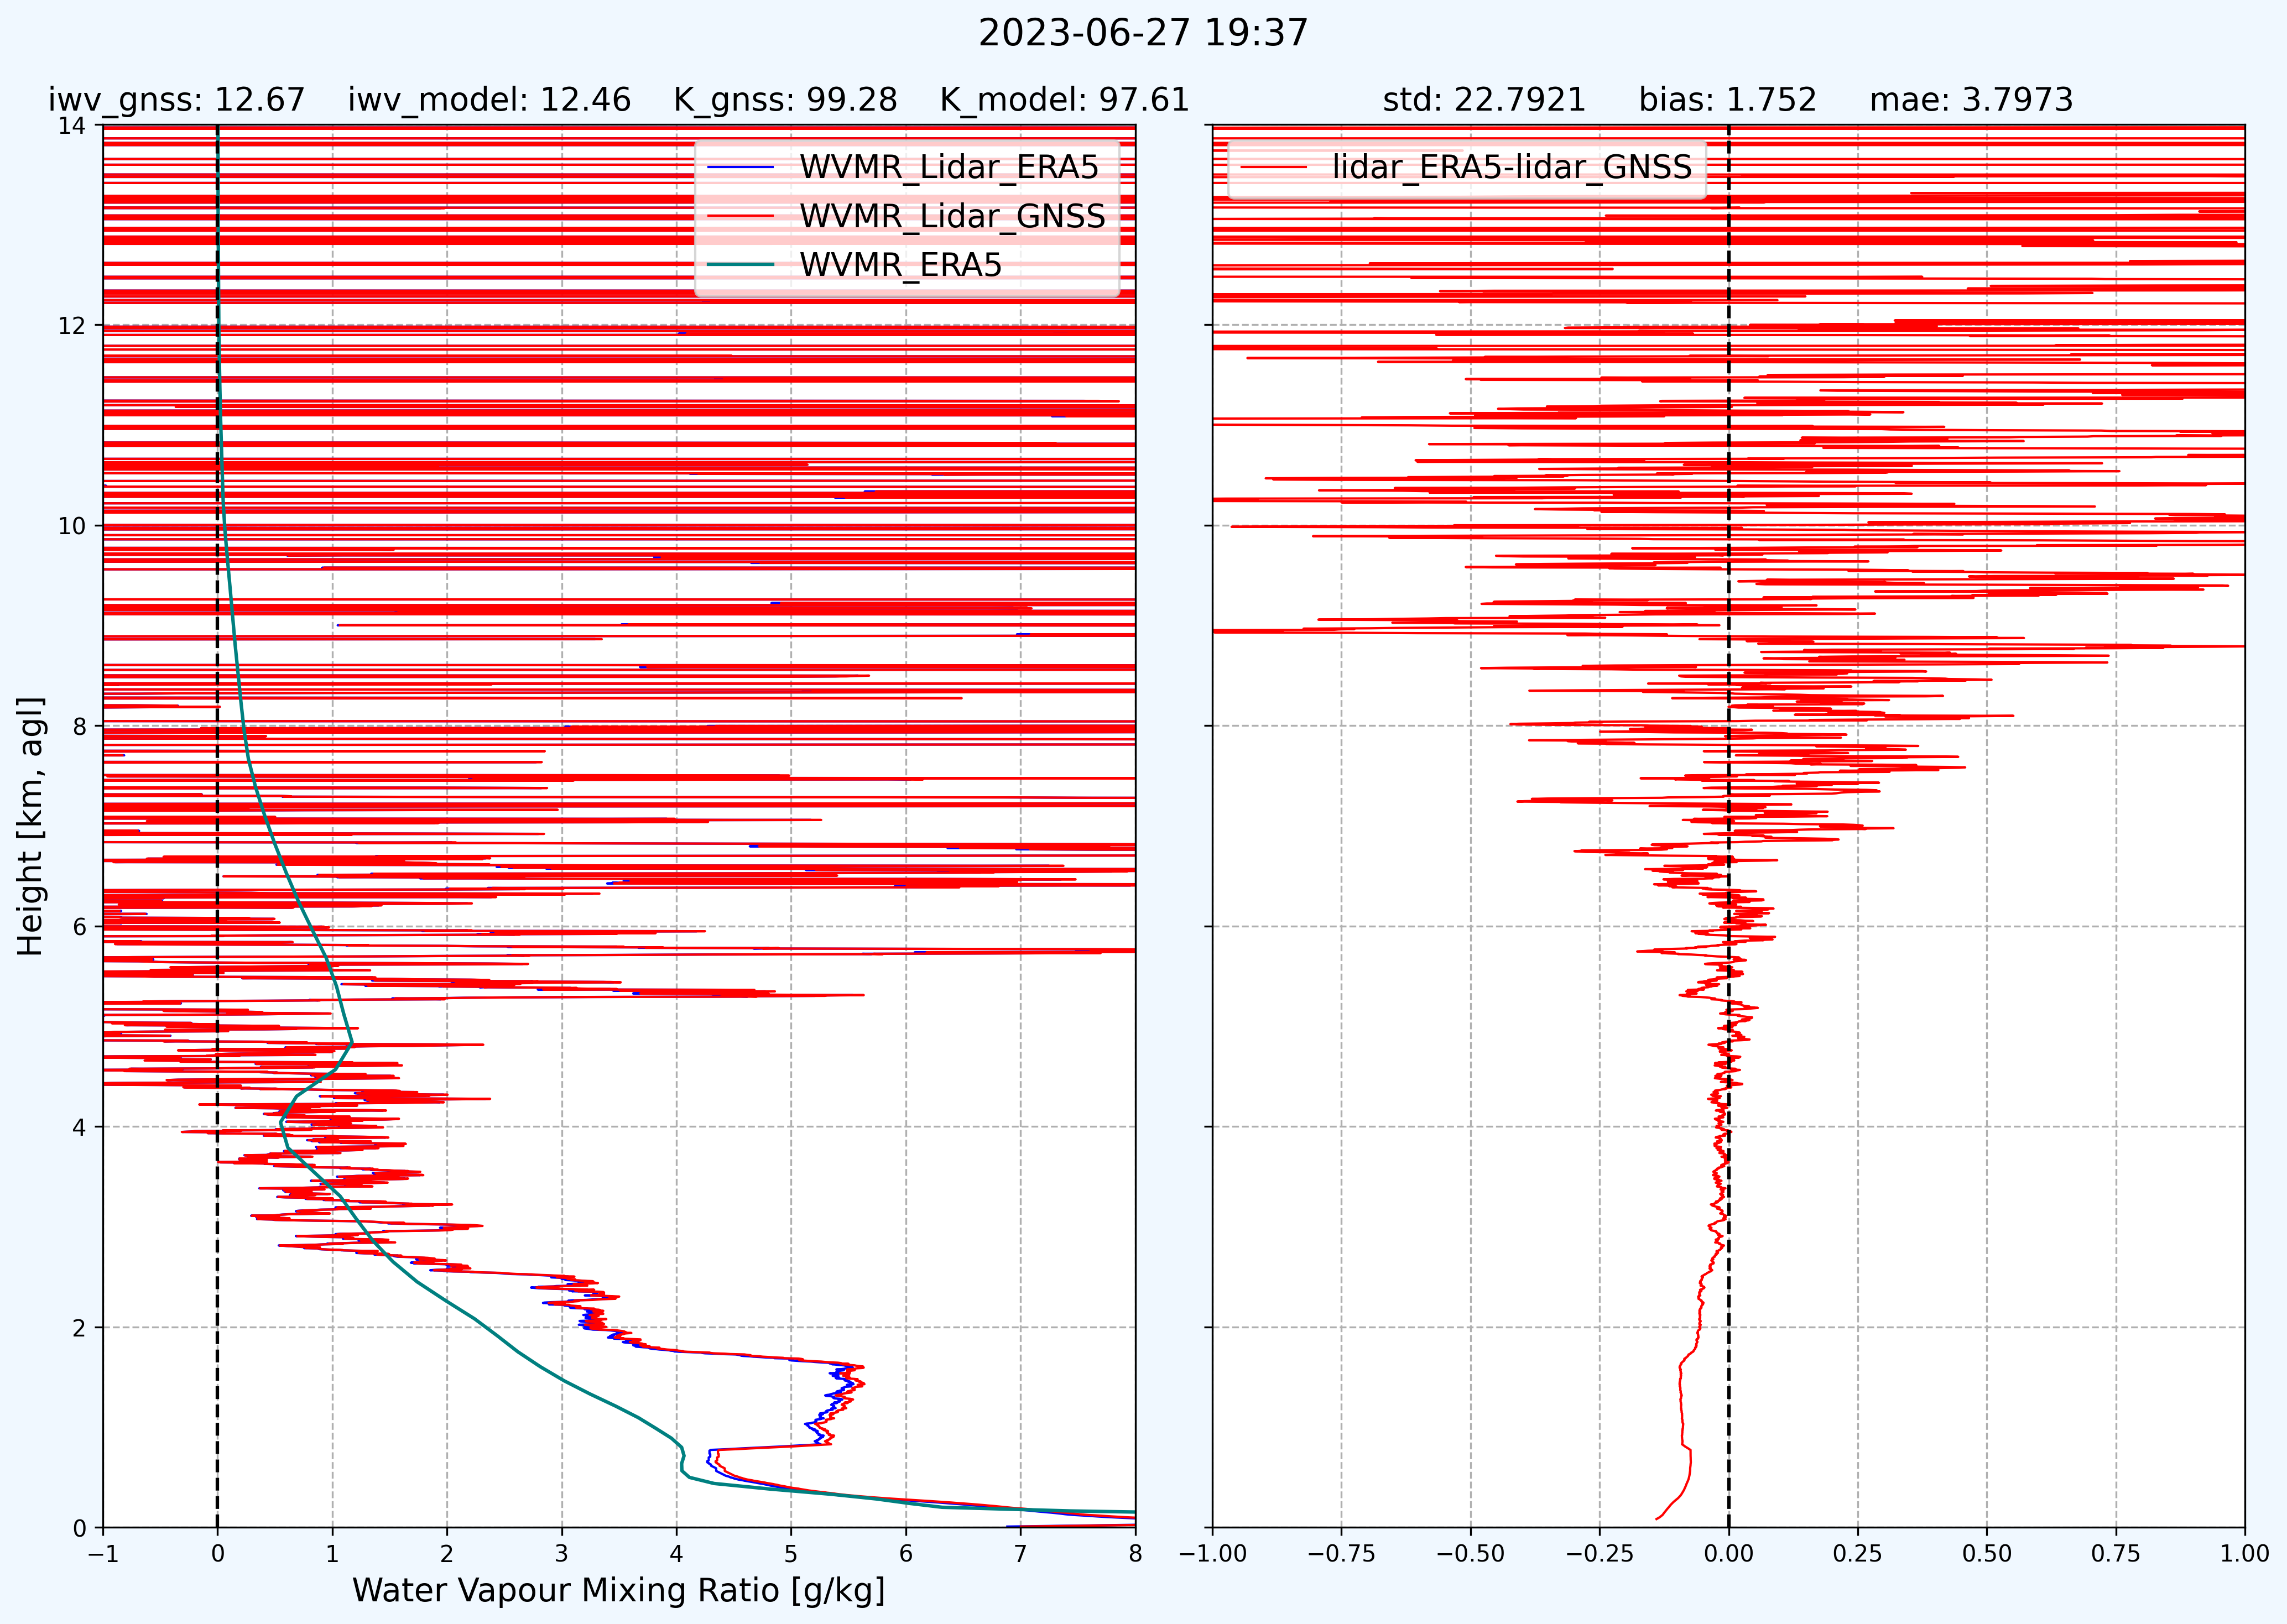 2023-06-27 19:37
iwv_gnss: 12.67 iwv_model: 12.46 K_gnss: 99.28 K_model: 97.61
std: 22.7921 bias: 1.752 mae: 3.7973
WVMR_Lidar_ERA5
WVMR_Lidar_GNSS
WVMR_ERA5
lidar_ERA5-lidar_GNSS
Height [km, agl]
14
12
10
8
6
4
2
0
−1 0 1 2 3 4 5 6 7 8
−1.00 −0.75 −0.50 −0.25 0.00 0.25 0.50 0.75 1.00
Water Vapour Mixing Ratio [g/kg]